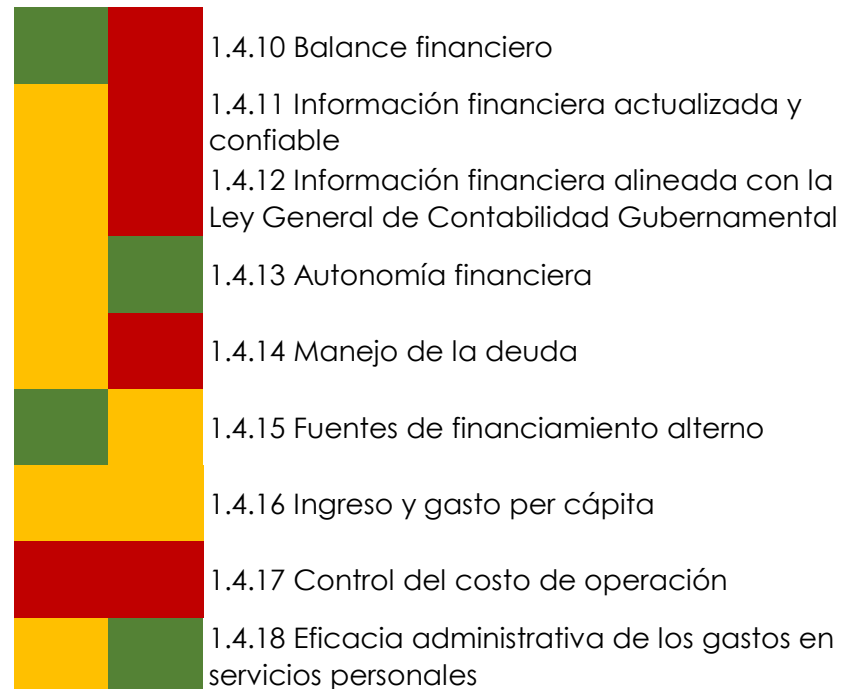 1.4.10 Balance financiero
1.4.11 Información financiera actualizada y
confiable
1.4.12 Información financiera alineada con la
Ley General de Contabilidad Gubernamental
1.4.13 Autonomía financiera
1.4.14 Manejo de la deuda
1.4.15 Fuentes de financiamiento alterno
1.4.16 Ingreso y gasto per cápita
1.4.17 Control del costo de operación
1.4.18 Eficacia administrativa de los gastos en
servicios personales